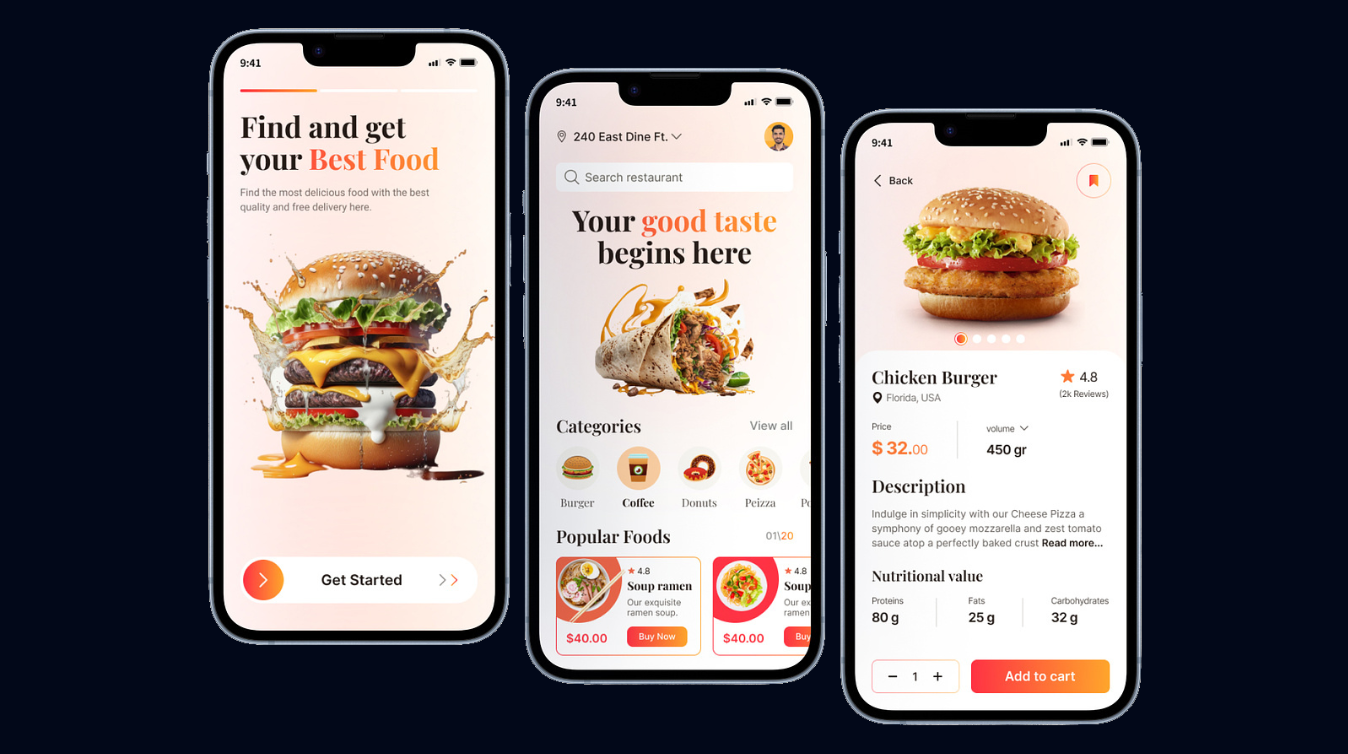 9:41
Find and get
your Best Food
Find the most delicious food with the best
quality and free delivery here.
Get Started
9:41
240 East Dine Ft.
Search restaurant
Your good taste
begins here
Categories
View all
Burger
Coffee
Donuts
Peizza
Po
Popular Foods
01\20
4.8
Soup ramen
Our exquisite
ramen soup.
$40.00
Buy Now
4.8
Soup
Our ex
ramen
$40.00
Buy
9:41
Back
Chicken Burger
4.8
Florida, USA
(2k Reviews)
Price
volume
$ 32.00
450 gr
Description
Indulge in simplicity with our Cheese Pizza a
symphony of gooey mozzarella and zest tomato
sauce atop a perfectly baked crust Read more...
Nutritional value
Proteins
Fats
Carbohydrates
80 g
25 g
32 g
− 1 +
Add to cart